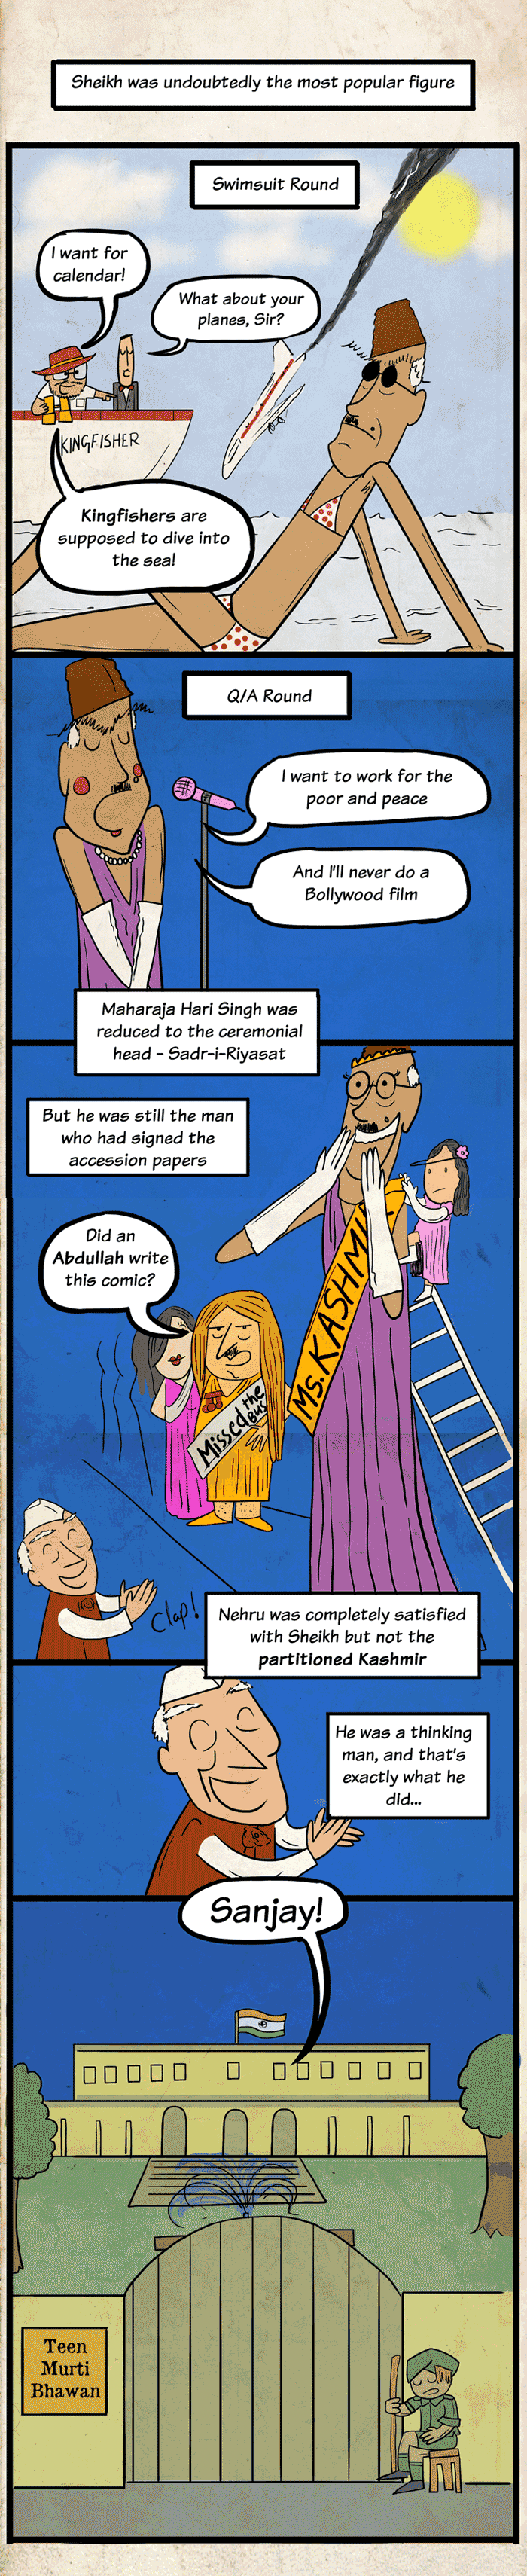 Sheikh was undoubtedly the most popular figure
Swimsuit Round
I want for
calendar!
What about your
planes, Sir?
KINGFISHER
Kingfishers are
supposed to dive into
the sea!
Q/A Round
I want to work for the
poor and peace
And I'll never do a
Bollywood film
Maharaja Hari Singh was
reduced to the ceremonial
head - Sadr-i-Riyasat
But he was still the man
who had signed the
accession papers
Did an
Abdullah write
this comic?
Ms. KASHMIR
Missed the
BUS
Clap!
Nehru was completely satisfied
with Sheikh but not the
partitioned Kashmir
He was a thinking
man, and that's
exactly what he
did...
Sanjay!
Teen
Murti
Bhawan